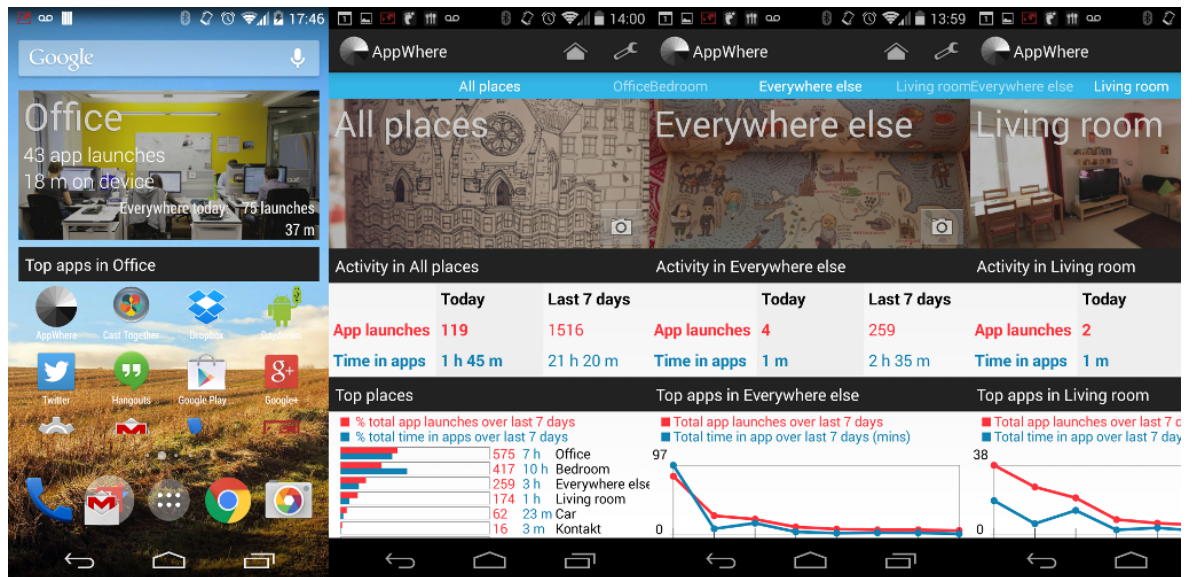 17:46
Google
Office
43 app launches
18 m on device
Everywhere today: 75 launches
37 m
Top apps in Office
AppWhere
Cast Together
Dropbox
Twitter
Hangouts
Google Play
Google+
14:00
AppWhere
All places
Office
All places
Activity in All places
Today
Last 7 days
App launches 119 1516
Time in apps 1 h 45 m 21 h 20 m
Top places
% total app launches over last 7 days
% total time in apps over last 7 days
575 7 h Office
417 10 h Bedroom
259 3 h Everywhere else
174 1 h Living room
62 23 m Car
16 3 m Kontakt
13:59
AppWhere
Bedroom
Everywhere else
Living room
Everywhere else
Activity in Everywhere else
Today
Last 7 days
App launches 4 259
Time in apps 1 m 2 h 35 m
Top apps in Everywhere else
Total app launches over last 7 days
Total time in app over last 7 days (mins)
97
0
AppWhere
Everywhere else
Living room
Living room
Activity in Living room
Today
App launches 2
Time in apps 1 m
Top apps in Living room
Total app launches over last 7 d
Total time in app over last 7 day
38
0